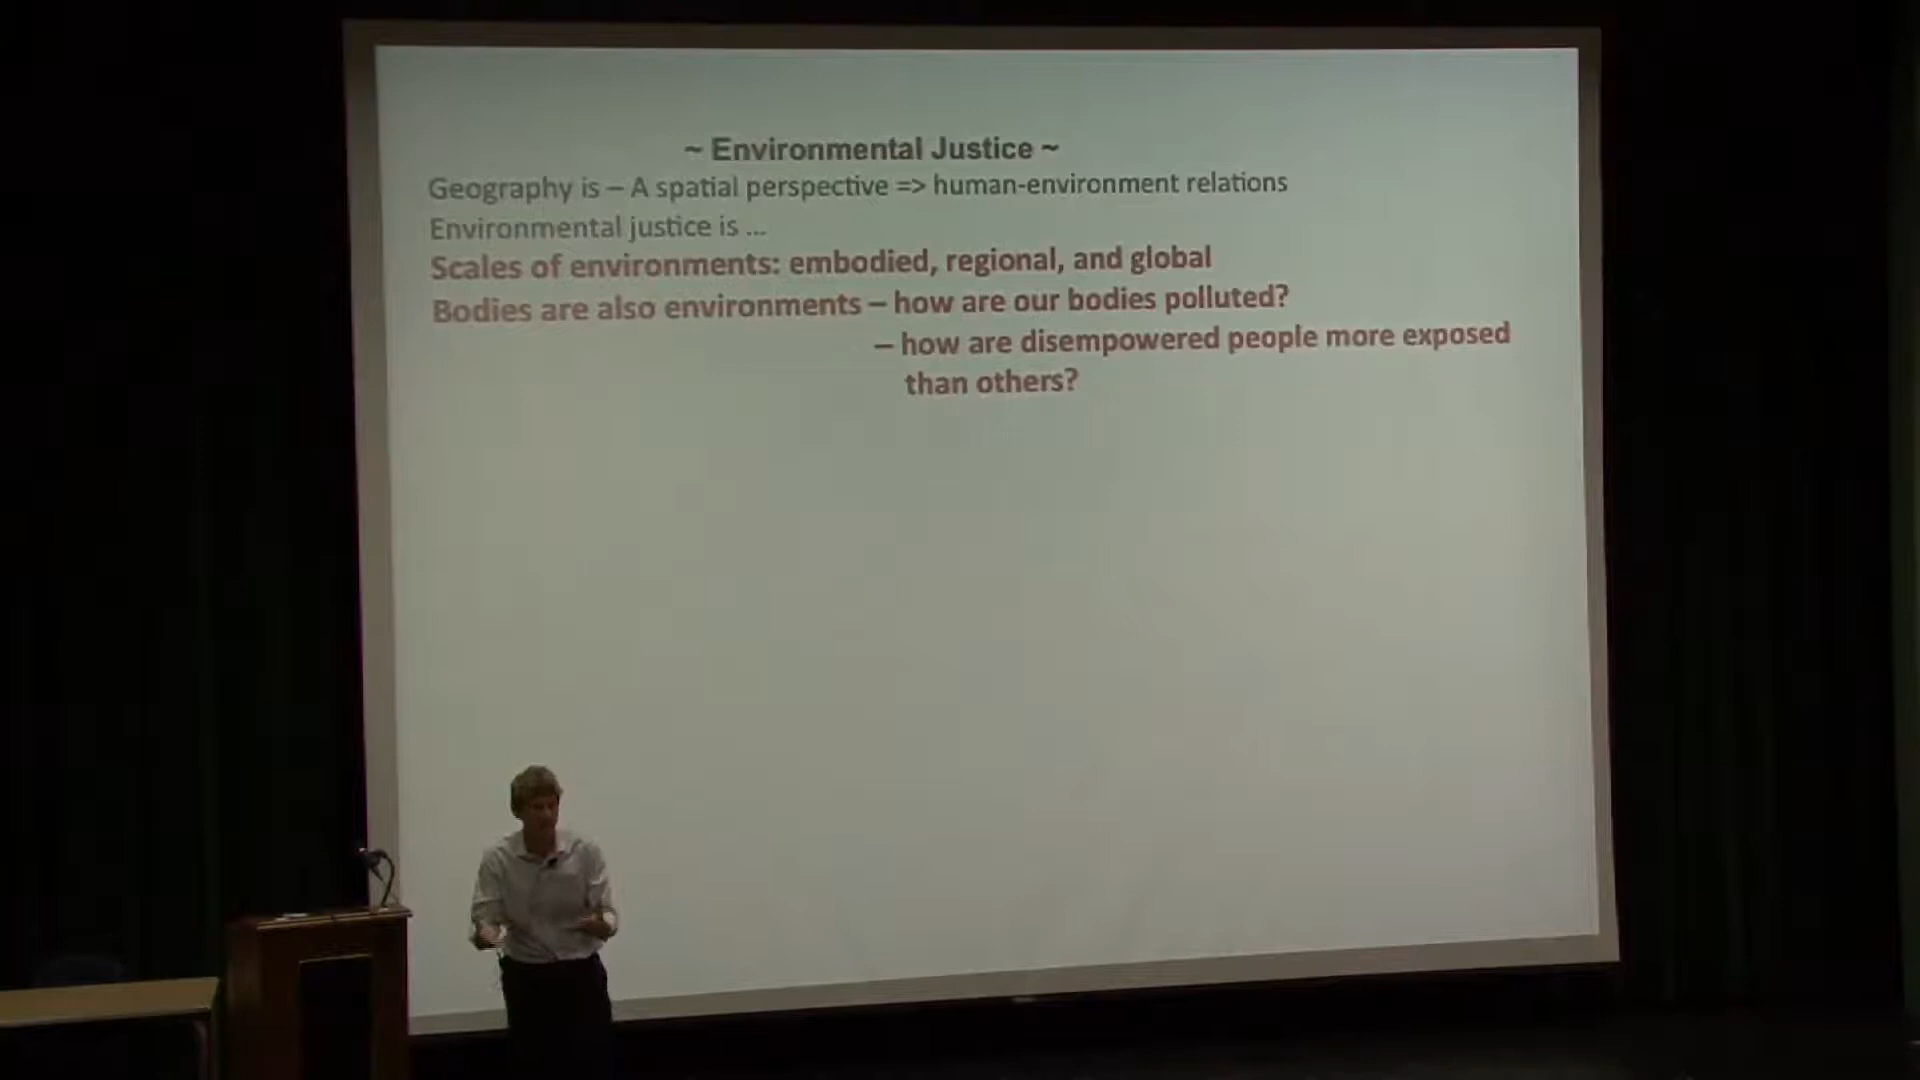 ~ Environmental Justice ~
Geography is – A spatial perspective => human-environment relations
Environmental justice is ...
Scales of environments: embodied, regional, and global
Bodies are also environments – how are our bodies polluted?
– how are disempowered people more exposed
than others?